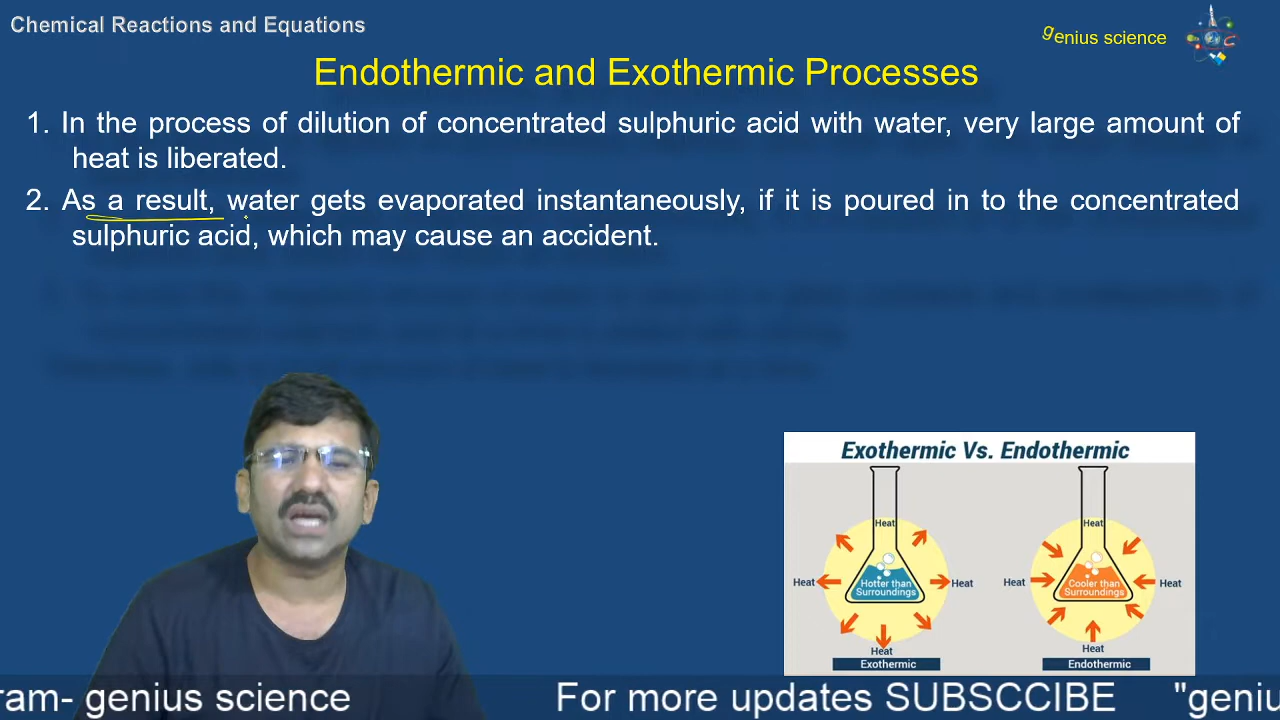 Chemical Reactions and Equations
genius science
Endothermic and Exothermic Processes
1. In the process of dilution of concentrated sulphuric acid with water, very large amount of
heat is liberated.
2. As a result, water gets evaporated instantaneously, if it is poured in to the concentrated
sulphuric acid, which may cause an accident.
Exothermic Vs. Endothermic
Heat
Heat
Heat
Hotter than
Surroundings
Heat
Heat
Exothermic
Heat
Heat
Cooler than
Surroundings
Heat
Heat
Endothermic
ram- genius science For more updates SUBSCCIBE "geniu